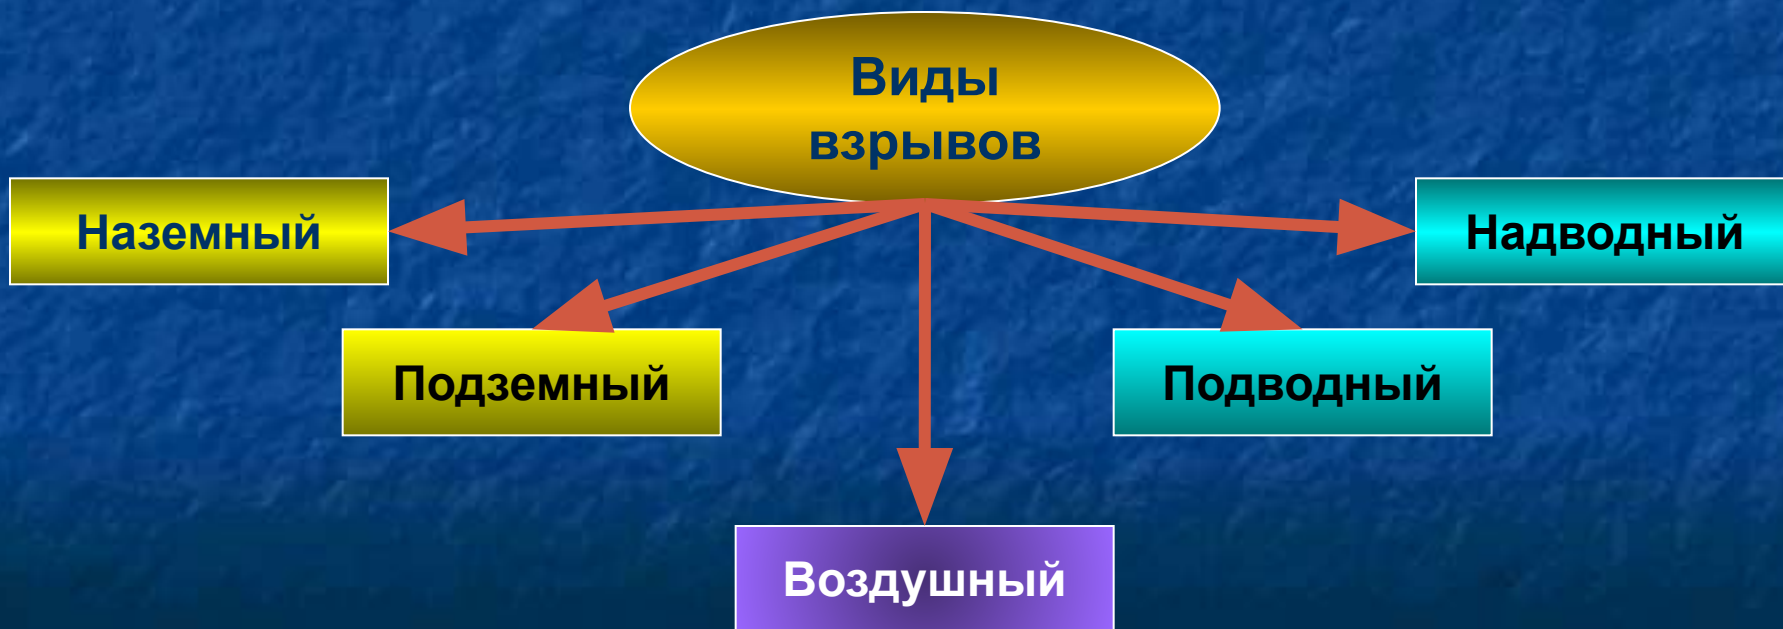 Виды
взрывов
Наземный
Надводный
Подземный
Подводный
Воздушный